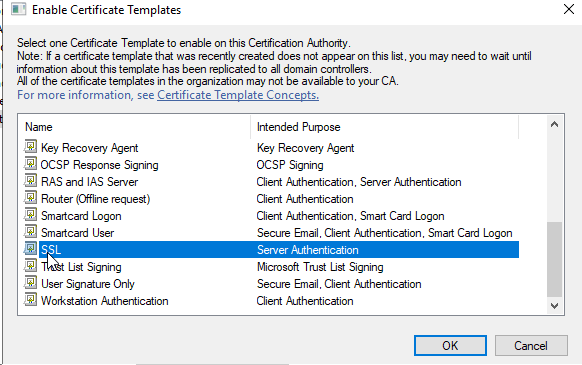 Enable Certificate Templates
Select one Certificate Template to enable on this Certification Authority.
Note: If a certificate template that was recently created does not appear on this list, you may need to wait until
information about this template has been replicated to all domain controllers.
All of the certificate templates in the organization may not be available to your CA.
For more information, see Certificate Template Concepts.
Name Intended Purpose
Key Recovery Agent Key Recovery Agent
OCSP Response Signing OCSP Signing
RAS and IAS Server Client Authentication, Server Authentication
Router (Offline request) Client Authentication
Smartcard Logon Client Authentication, Smart Card Logon
Smartcard User Secure Email, Client Authentication, Smart Card Logon
SSL Server Authentication
Trust List Signing Microsoft Trust List Signing
User Signature Only Secure Email, Client Authentication
Workstation Authentication Client Authentication
OK Cancel